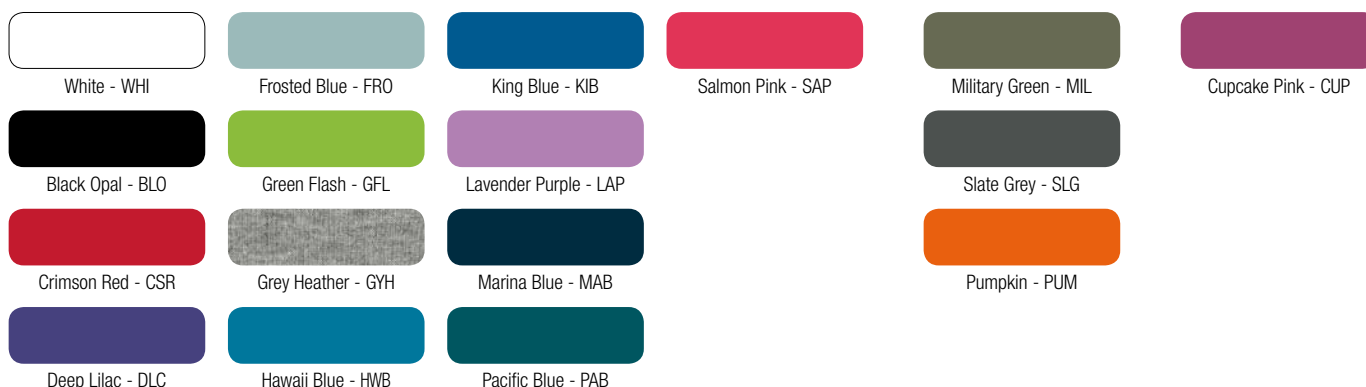 White - WHI
Frosted Blue - FRO
King Blue - KIB
Salmon Pink - SAP
Military Green - MIL
Cupcake Pink - CUP
Black Opal - BLO
Green Flash - GFL
Lavender Purple - LAP
Slate Grey - SLG
Crimson Red - CSR
Grey Heather - GYH
Marina Blue - MAB
Pumpkin - PUM
Deep Lilac - DLC
Hawaii Blue - HWB
Pacific Blue - PAB